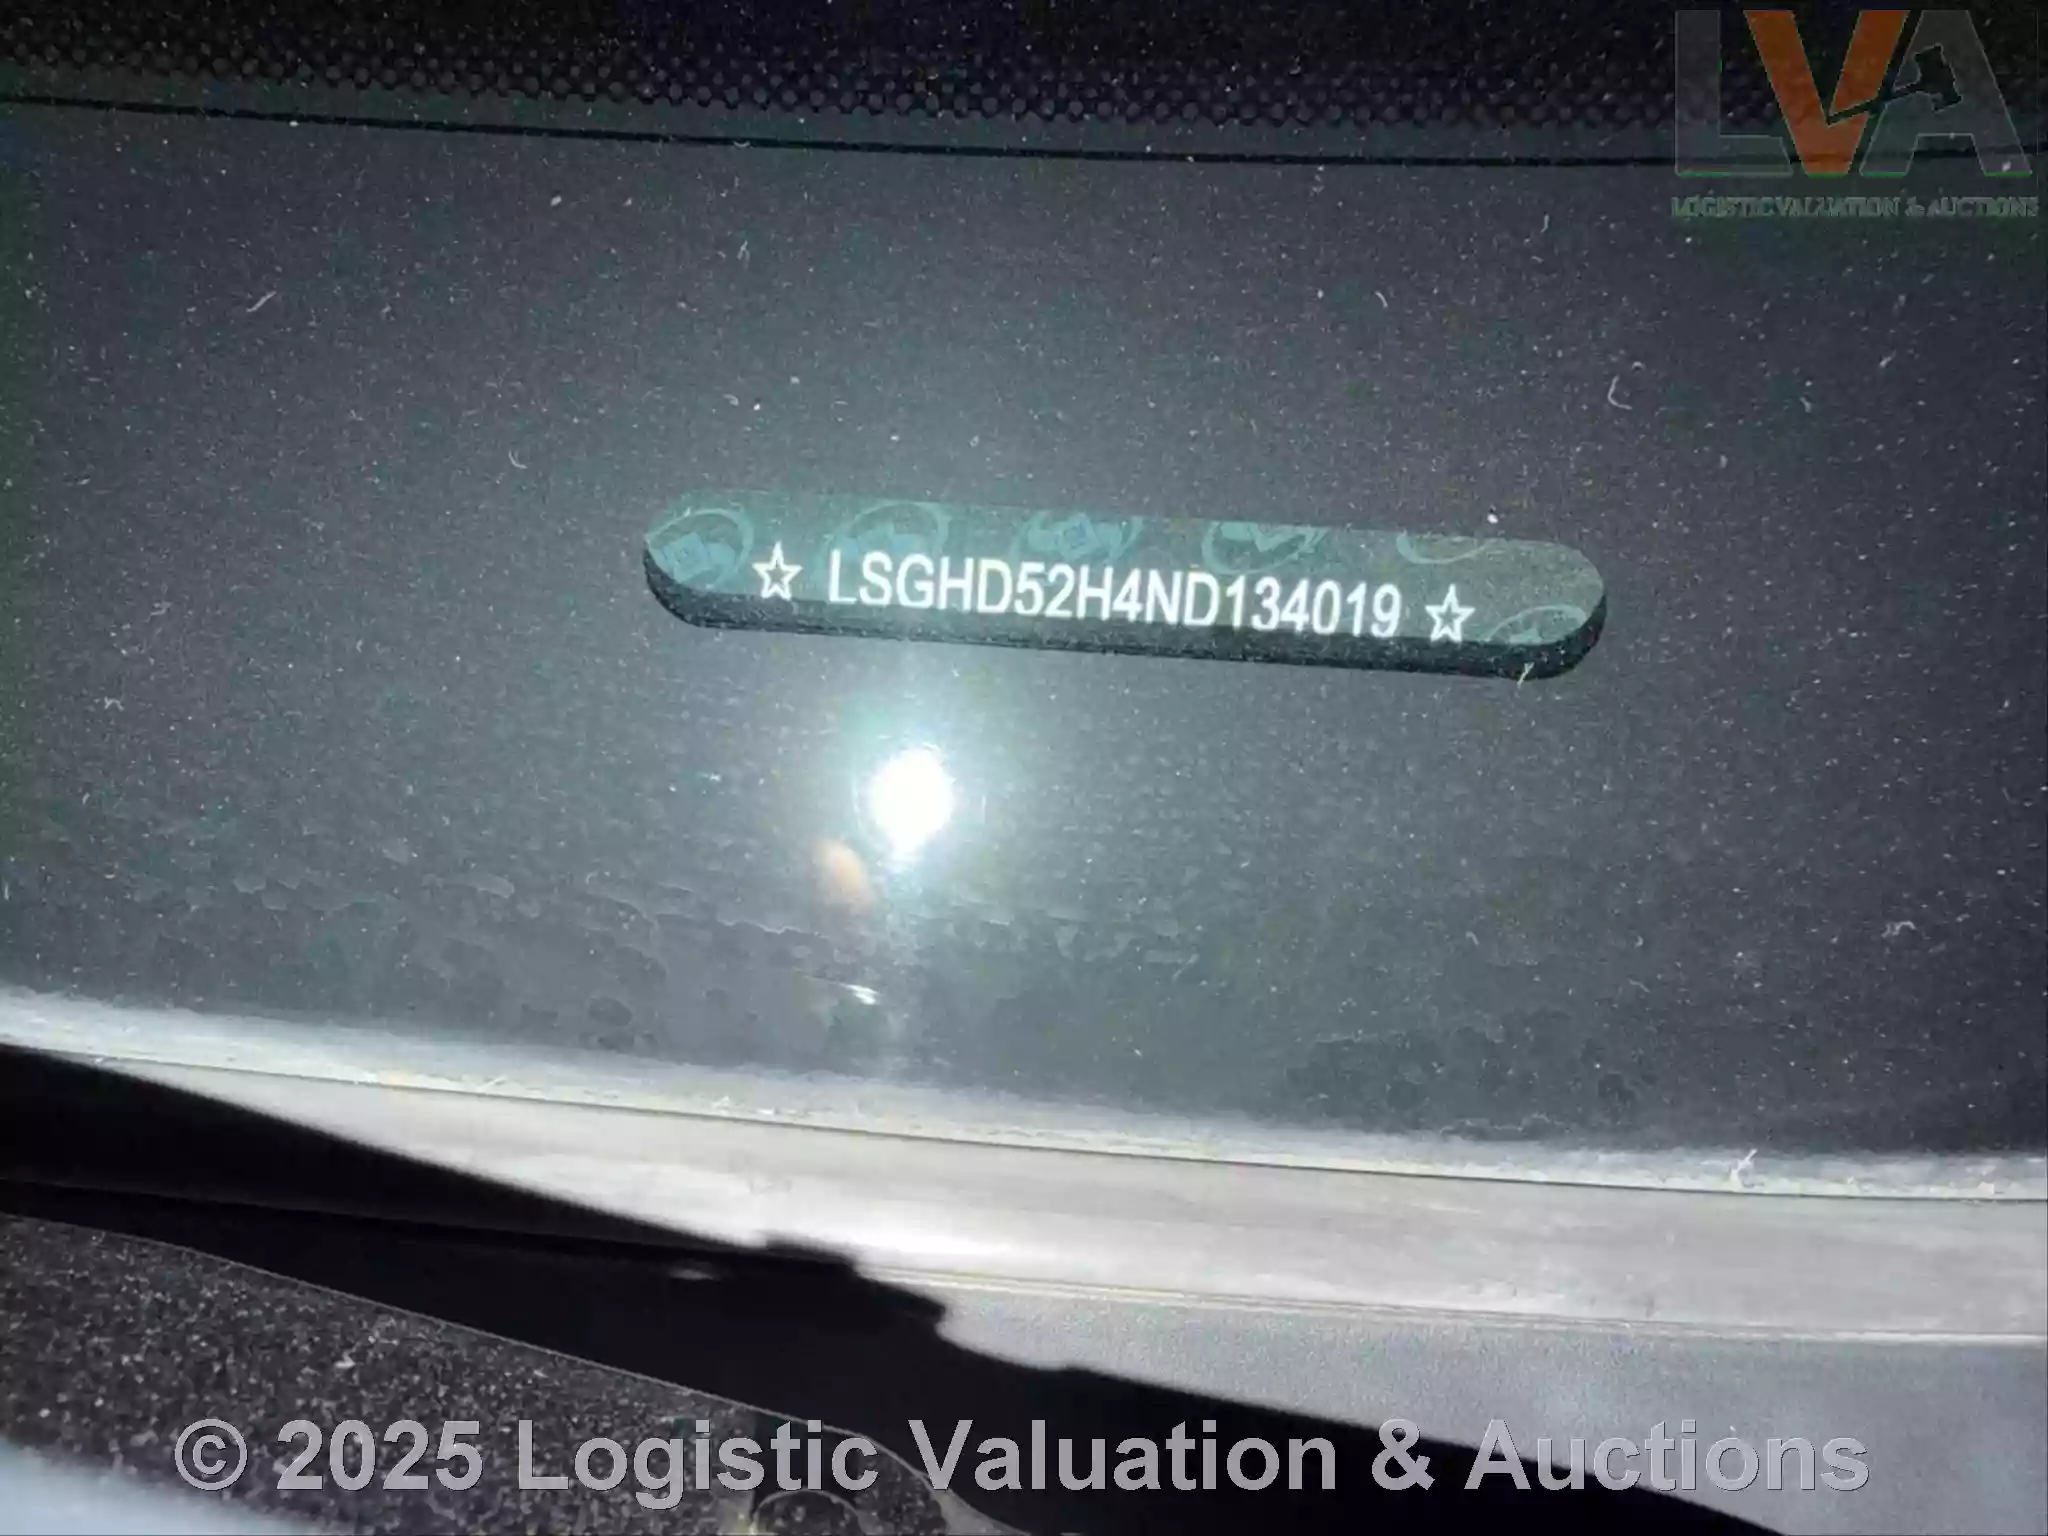 LVA
LOGISTIC VALUATION & AUCTIONS
☆ LSGHD52H4ND134019 ☆
© 2025 Logistic Valuation & Auctions